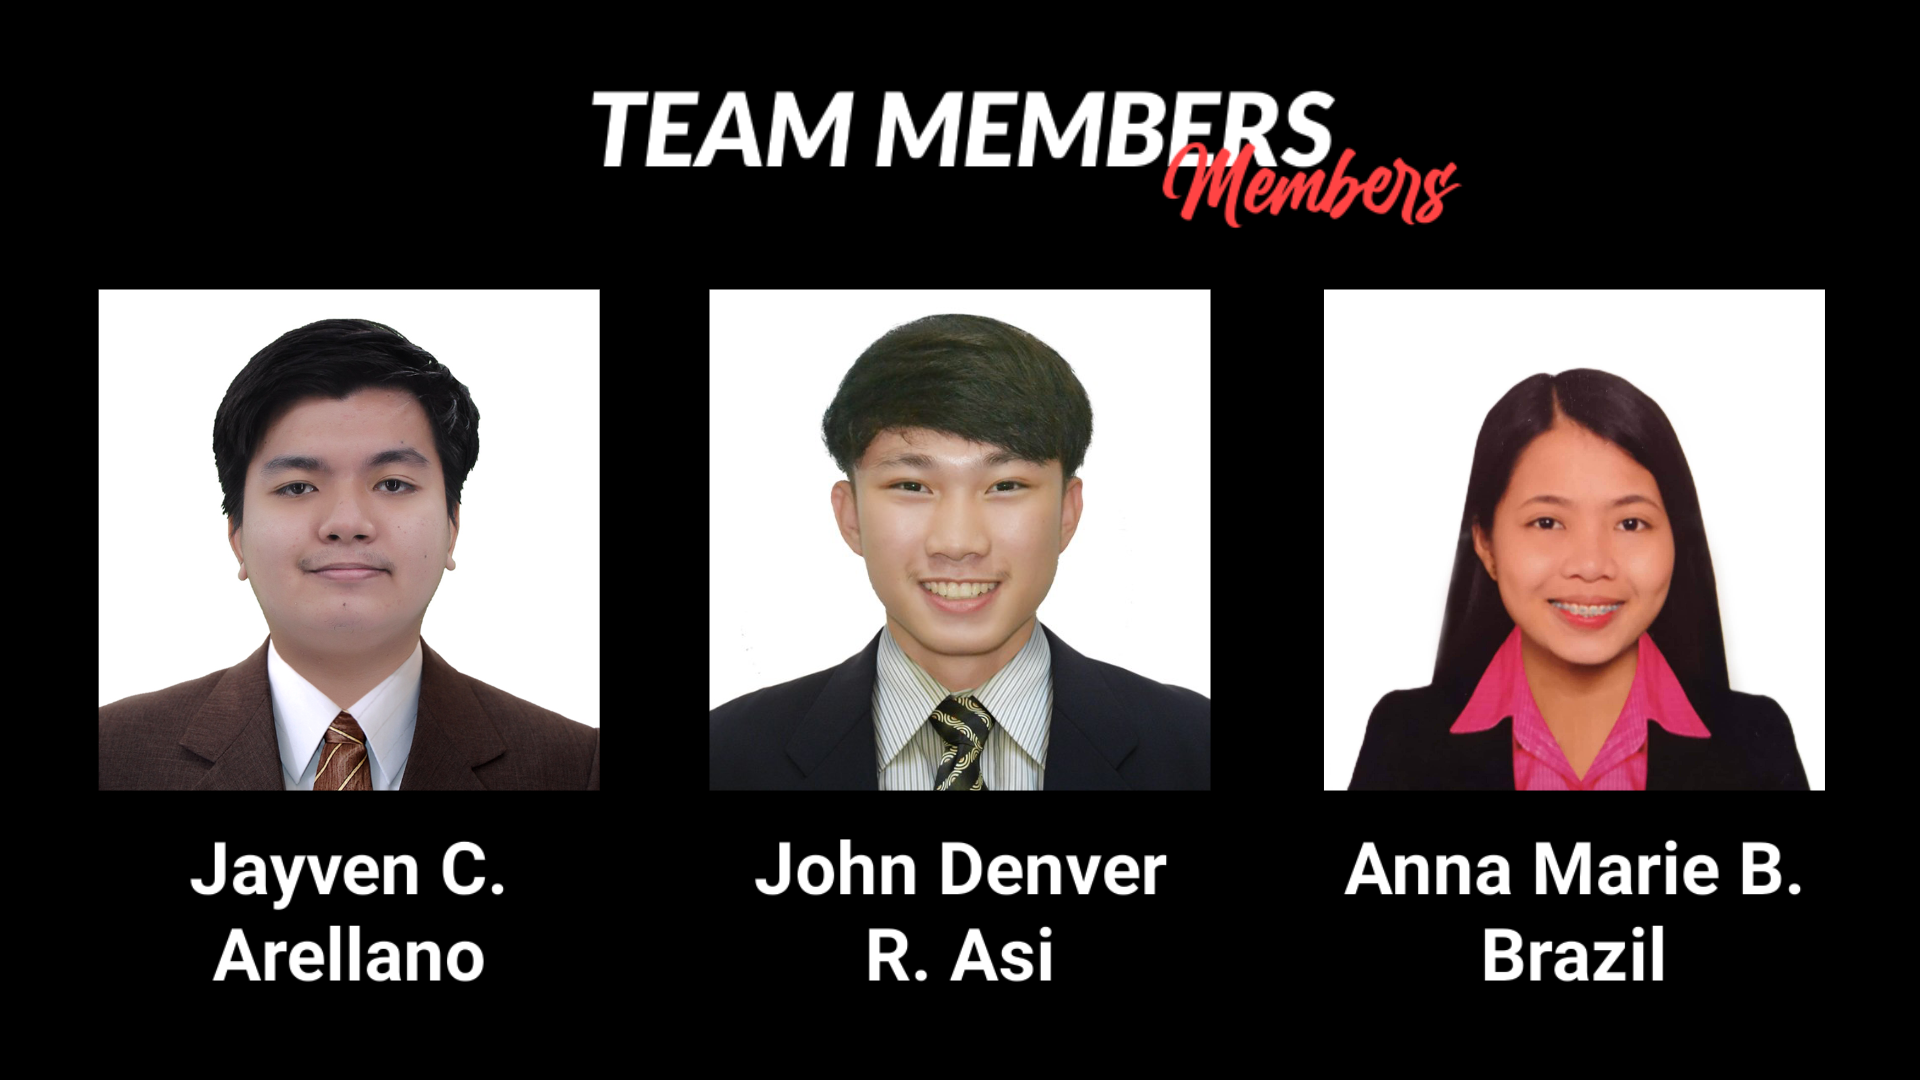 TEAM MEMBERS
Members
Jayven C.
Arellano
John Denver
R. Asi
Anna Marie B.
Brazil